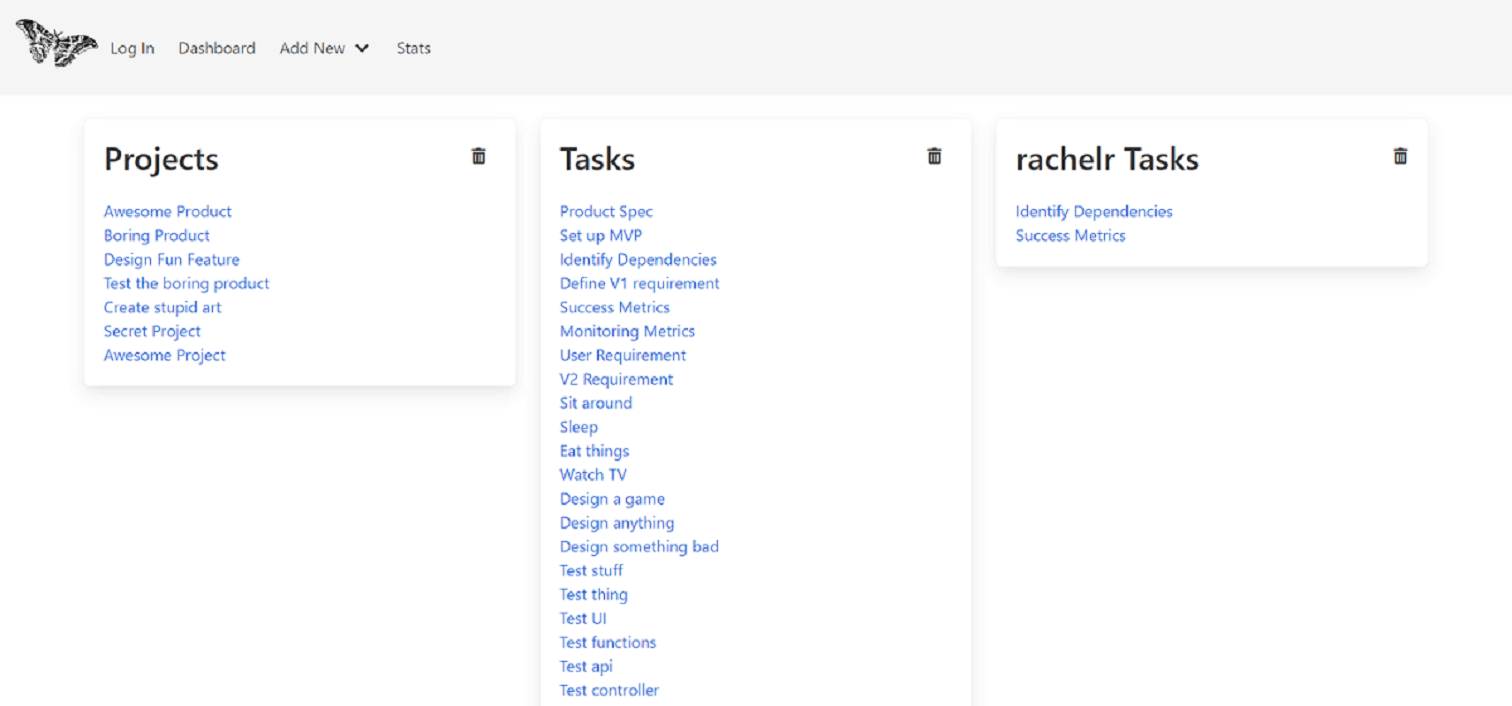 Log In Dashboard Add New Stats
Projects
Awesome Product
Boring Product
Design Fun Feature
Test the boring product
Create stupid art
Secret Project
Awesome Project
Tasks
Product Spec
Set up MVP
Identify Dependencies
Define V1 requirement
Success Metrics
Monitoring Metrics
User Requirement
V2 Requirement
Sit around
Sleep
Eat things
Watch TV
Design a game
Design anything
Design something bad
Test stuff
Test thing
Test UI
Test functions
Test api
Test controller
rachelr Tasks
Identify Dependencies
Success Metrics